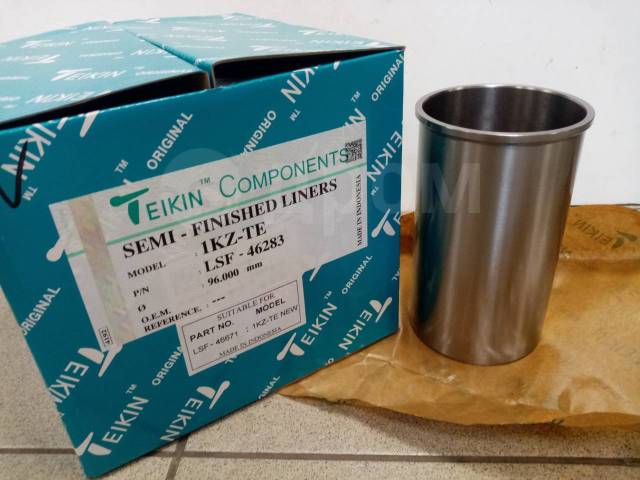 TEIKIN™ COMPONENTS
SEMI - FINISHED LINERS
MODEL : 1KZ-TE
P/N : LSF - 46283
Ø : 96.000 mm
O.E.M. REFERENCE. : ---
MADE IN INDONESIA
SUITABLE FOR
PART NO. MODEL
LSF - 46671 : 1KZ-TE NEW
MADE IN INDONESIA
TEIKIN
ORIGINAL
TEIKIN
ORIGINAL
TEIKIN
ORIGINAL
TEIKIN
ORIGINAL
TEIKIN